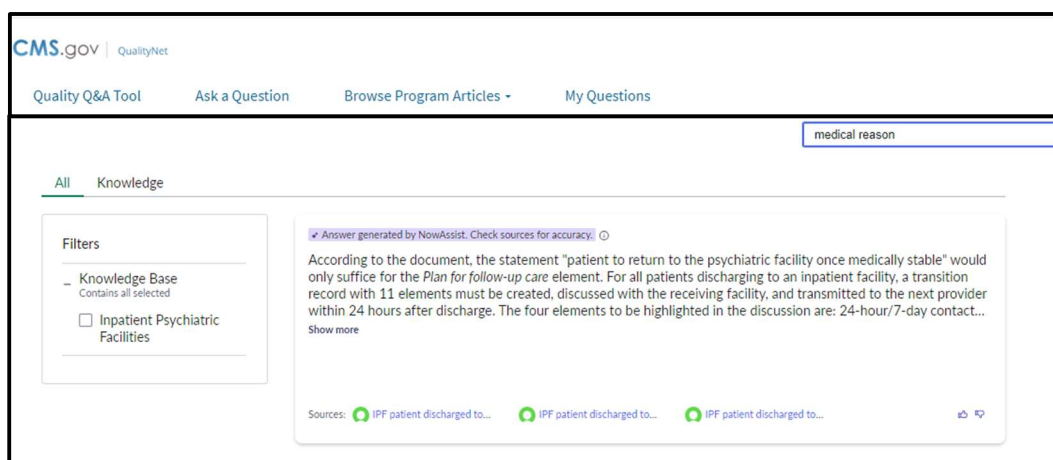 CMS.gov | QualityNet
Quality Q&A Tool Ask a Question Browse Program Articles My Questions
medical reason
All Knowledge
Filters
Knowledge Base
Contains all selected
Inpatient Psychiatric
Facilities
Answer generated by NowAssist. Check sources for accuracy.
According to the document, the statement "patient to return to the psychiatric facility once medically stable" would
only suffice for the Plan for follow-up care element. For all patients discharging to an inpatient facility, a transition
record with 11 elements must be created, discussed with the receiving facility, and transmitted to the next provider
within 24 hours after discharge. The four elements to be highlighted in the discussion are: 24-hour/7-day contact...
Show more
Sources: IPF patient discharged to... IPF patient discharged to... IPF patient discharged to...